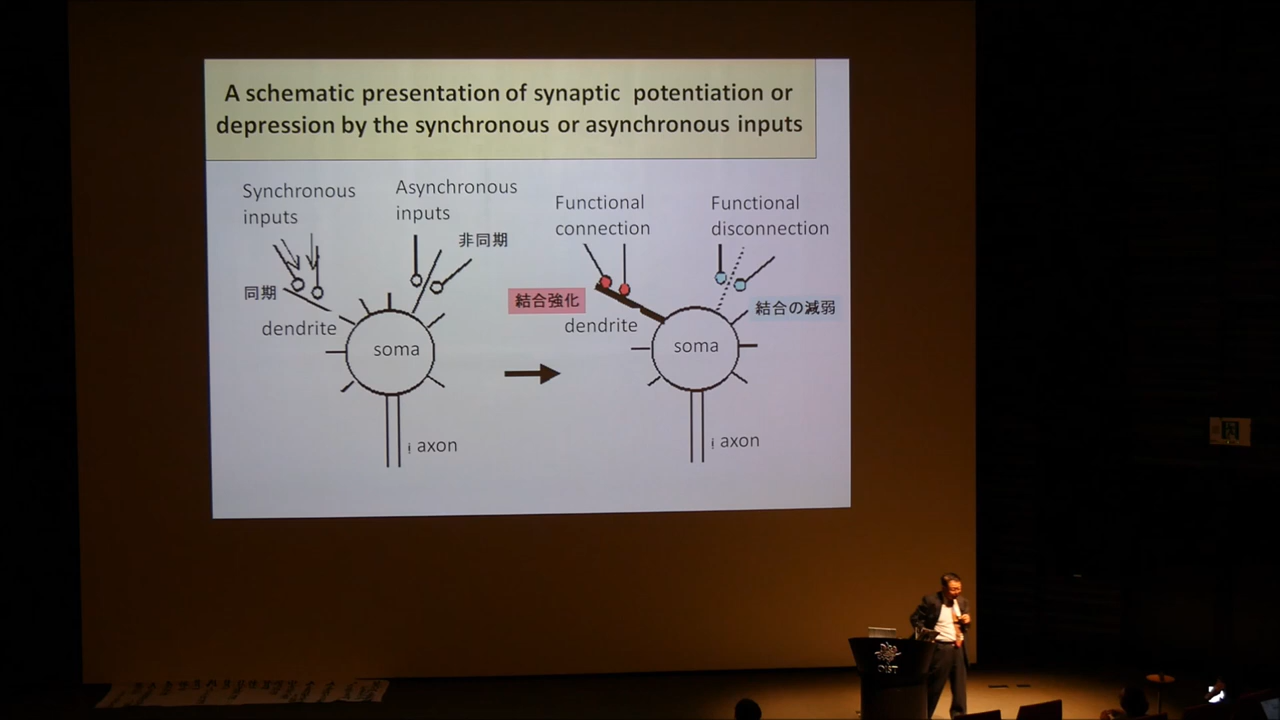 A schematic presentation of synaptic potentiation or
depression by the synchronous or asynchronous inputs
Synchronous
inputs
Asynchronous
inputs
非同期
同期
dendrite
soma
axon
Functional
connection
Functional
disconnection
結合強化
結合の減弱
dendrite
soma
axon